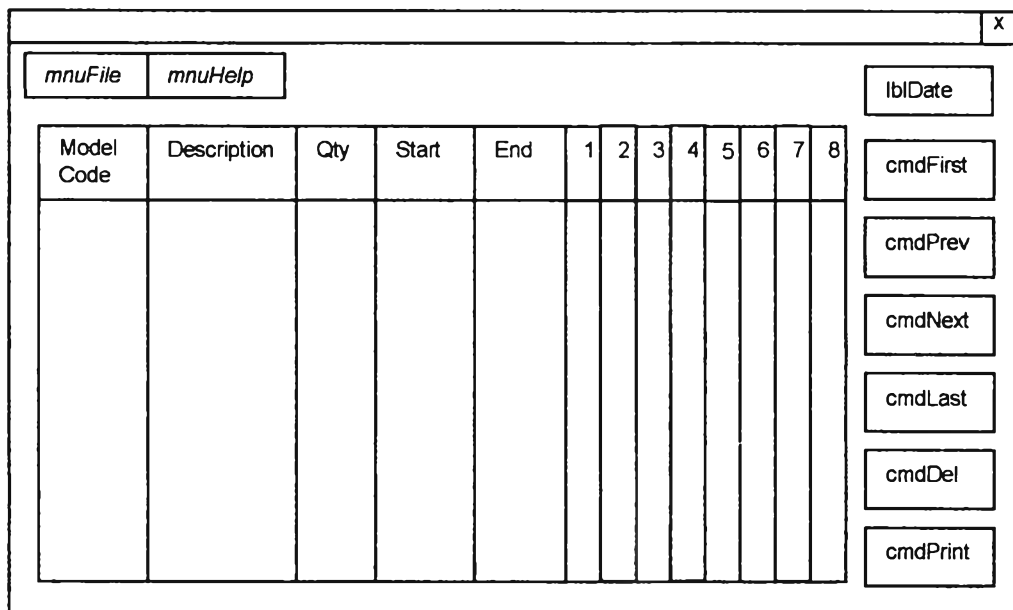 X
mnuFile mnuHelp
lblDate
Model Code Description Qty Start End 1 2 3 4 5 6 7 8
cmdFirst
cmdPrev
cmdNext
cmdLast
cmdDel
cmdPrint